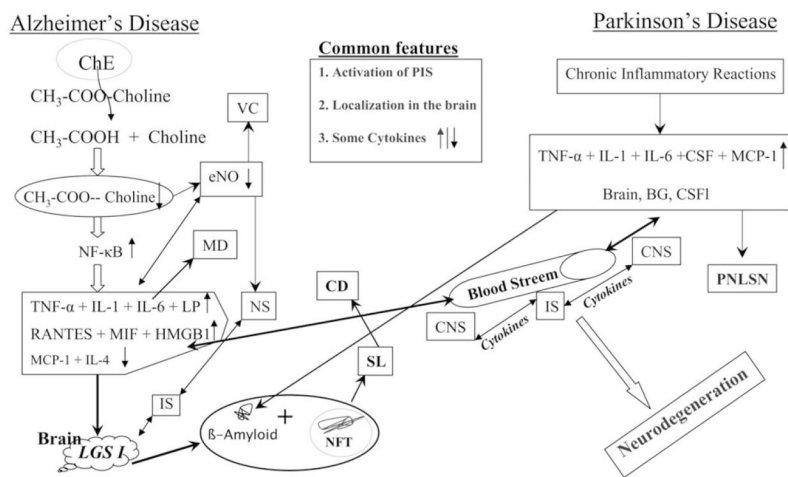 Alzheimer's Disease
Parkinson's Disease
ChE
CH3-COO-Choline
CH3-COOH + Choline
CH3-COO-- Choline
NF-κB
TNF-α + IL-1 + IL-6 + LP
RANTES + MIF + HMGB1
MCP-1 + IL-4
Brain
LGS I
VC
eNO
MD
NS
IS
Common features
1. Activation of PIS
2. Localization in the brain
3. Some Cytokines
CD
SL
ß-Amyloid
+
NFT
Blood Streem
CNS
Cytokines
IS
Cytokines
CNS
Chronic Inflammatory Reactions
TNF-α + IL-1 + IL-6 +CSF + MCP-1
Brain, BG, CSFl
PNLSN
Neurodegeneration